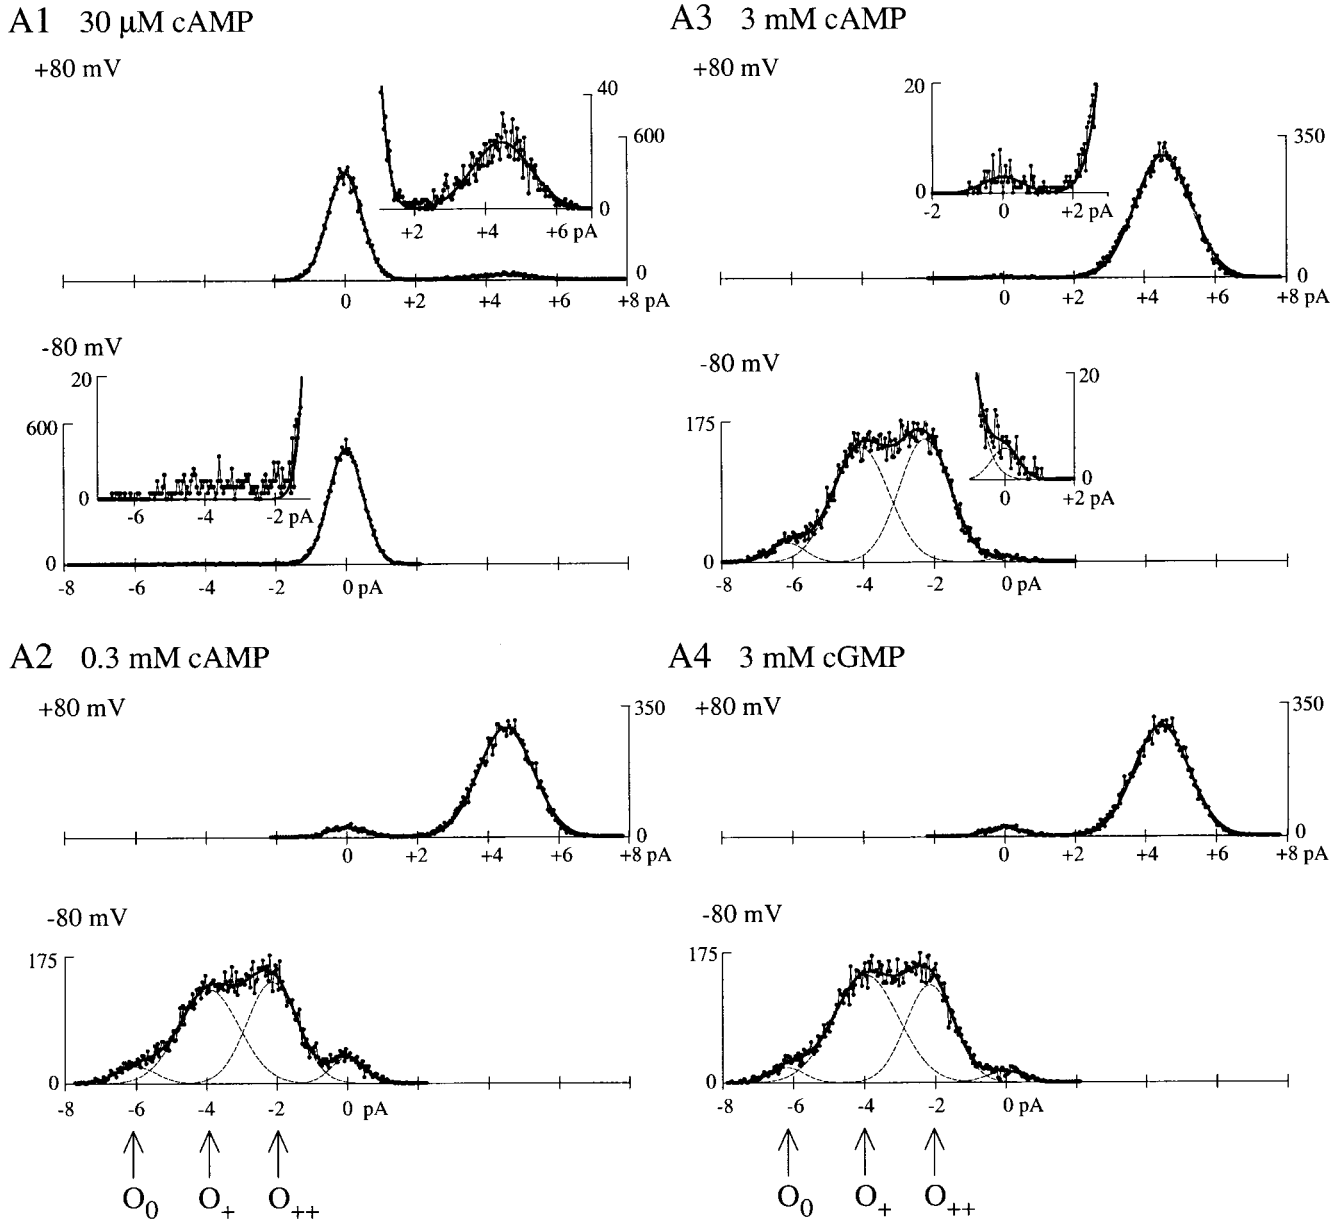 A1 30 μM cAMP
+80 mV
40
600
0
+2 +4 +6 pA
0
0 +2 +4 +6 +8 pA
-80 mV
20
600
0
-6 -4 -2 pA
0
-8 -6 -4 -2 0 pA
A2 0.3 mM cAMP
+80 mV
350
0
0 +2 +4 +6 +8 pA
-80 mV
175
0
-8 -6 -4 -2 0 pA
O0 O+ O++
A3 3 mM cAMP
+80 mV
20
350
0
-2 0 +2 pA
0
0 +2 +4 +6 +8 pA
-80 mV
20
175
0
0 +2 pA
0
-8 -6 -4 -2 0 pA
A4 3 mM cGMP
+80 mV
350
0
0 +2 +4 +6 +8 pA
-80 mV
175
0
-8 -6 -4 -2 0 pA
O0 O+ O++